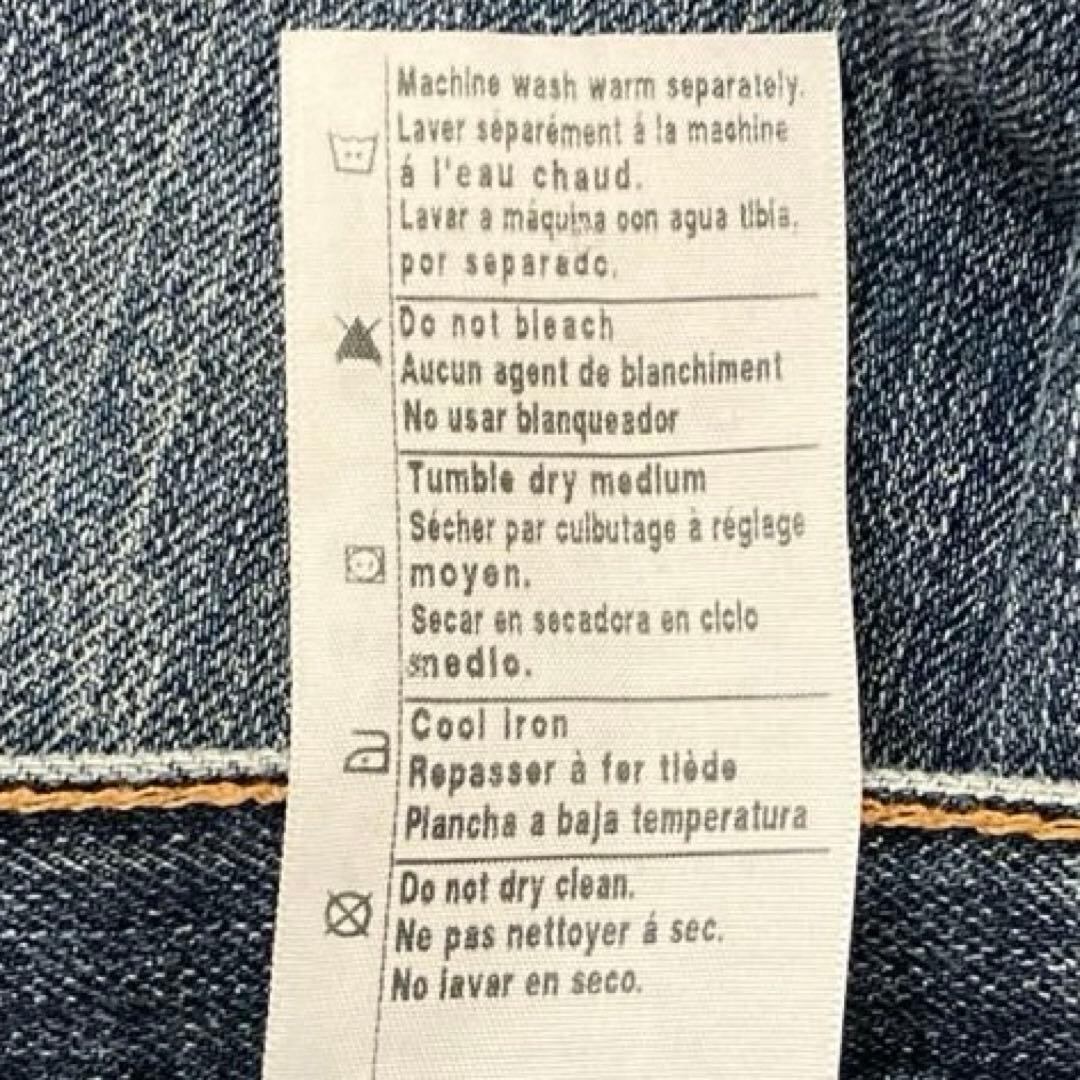 Machine wash warm separately.
Laver séparément á la machine
á l'eau chaud.
Lavar a máquina con agua tibia.
por separado.
Do not bleach
Aucun agent de blanchiment
No usar blanqueador
Tumble dry medium
Sécher par culbutage à réglage
moyen.
Secar en secadora en ciclo
medio.
Cool Iron
Repasser à fer tiède
Plancha a baja temperatura
Do not dry clean.
Ne pas nettoyer á sec.
No lavar en seco.